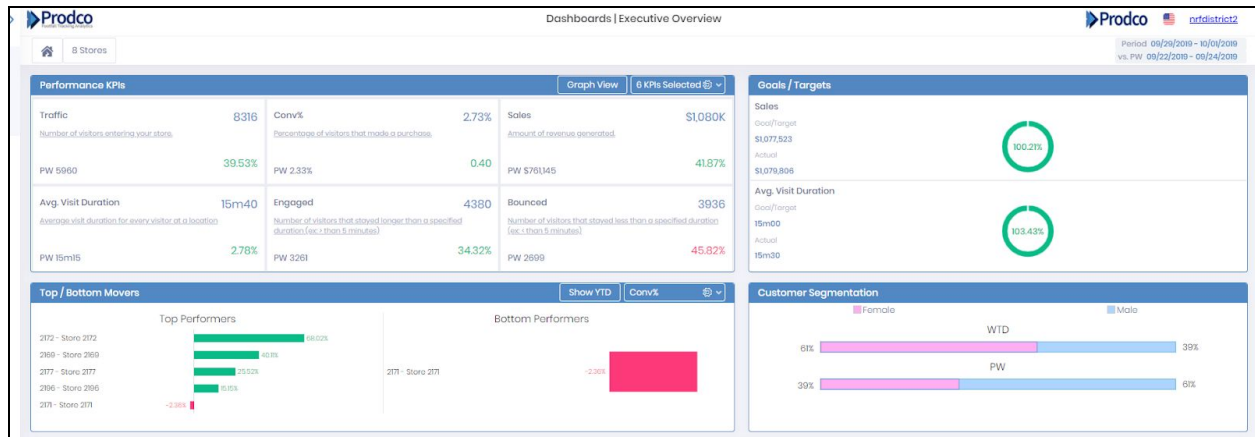 Prodco
Dashboards | Executive Overview
Prodco
nrfdistrict2
8 Stores
Period 09/29/2019 - 10/01/2019
vs. PW 09/22/2019 - 09/24/2019
Performance KPIs
Graph View
6 KPIs Selected
Traffic 8316
Number of visitors entering your store.
PW 5960 39.53%
Conv% 2.73%
Percentage of visitors that made a purchase.
PW 2.33% 0.40
Sales $1,080K
Amount of revenue generated.
PW $761,145 41.87%
Avg. Visit Duration 15m40
Average visit duration for every visitor at a location
PW 15m15 2.78%
Engaged 4380
Number of visitors that stayed longer than a specified
duration (ex: > than 5 minutes)
PW 3261 34.32%
Bounced 3936
Number of visitors that stayed less than a specified duration
(ex: < than 5 minutes)
PW 2699 45.82%
Goals / Targets
Sales
Goal/Target
$1,077,523
Actual
$1,079,806
100.21%
Avg. Visit Duration
Goal/Target
15m00
Actual
15m30
103.43%
Top / Bottom Movers
Show YTD
Conv%
Top Performers
2172 - Store 2172 68.02%
2169 - Store 2169 40.11%
2177 - Store 2177 25.52%
2196 - Store 2196 15.15%
2171 - Store 2171 -2.36%
Bottom Performers
2171 - Store 2171 -2.36%
Customer Segmentation
Female Male
WTD
61% 39%
PW
39% 61%